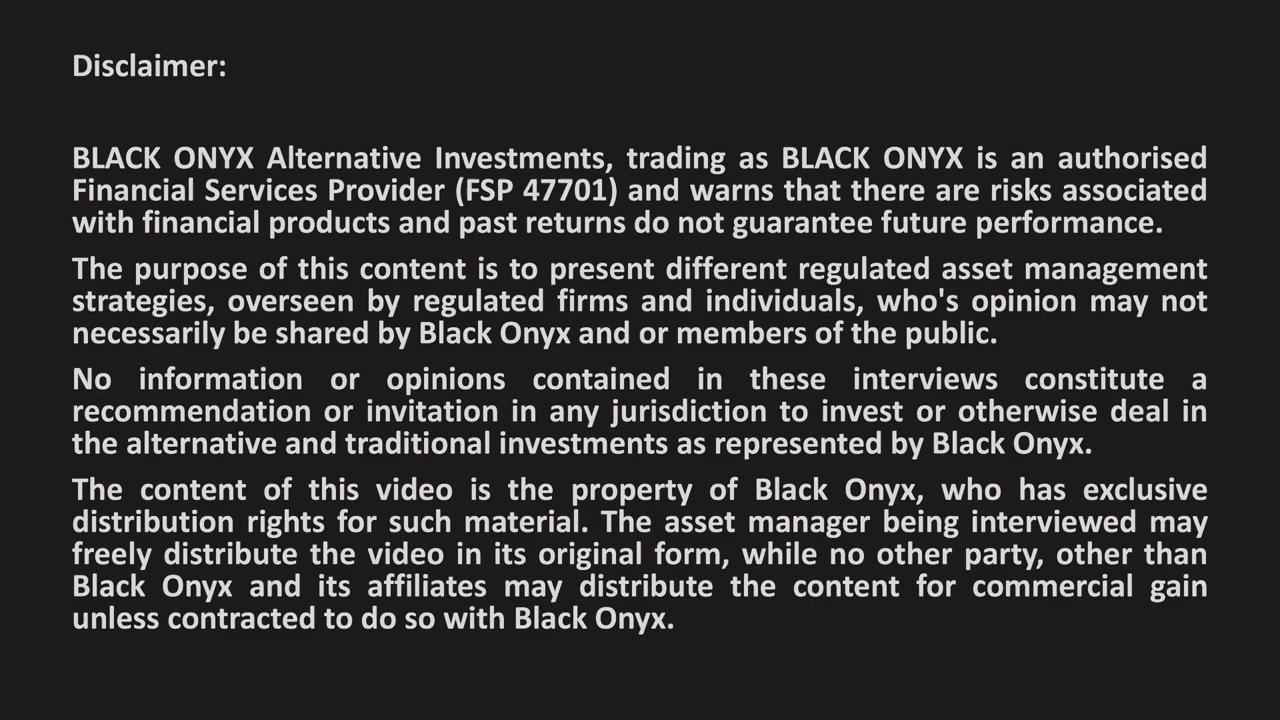 Disclaimer:
BLACK ONYX Alternative Investments, trading as BLACK ONYX is an authorised
Financial Services Provider (FSP 47701) and warns that there are risks associated
with financial products and past returns do not guarantee future performance.
The purpose of this content is to present different regulated asset management
strategies, overseen by regulated firms and individuals, who's opinion may not
necessarily be shared by Black Onyx and or members of the public.
No information or opinions contained in these interviews constitute a
recommendation or invitation in any jurisdiction to invest or otherwise deal in
the alternative and traditional investments as represented by Black Onyx.
The content of this video is the property of Black Onyx, who has exclusive
distribution rights for such material. The asset manager being interviewed may
freely distribute the video in its original form, while no other party, other than
Black Onyx and its affiliates may distribute the content for commercial gain
unless contracted to do so with Black Onyx.